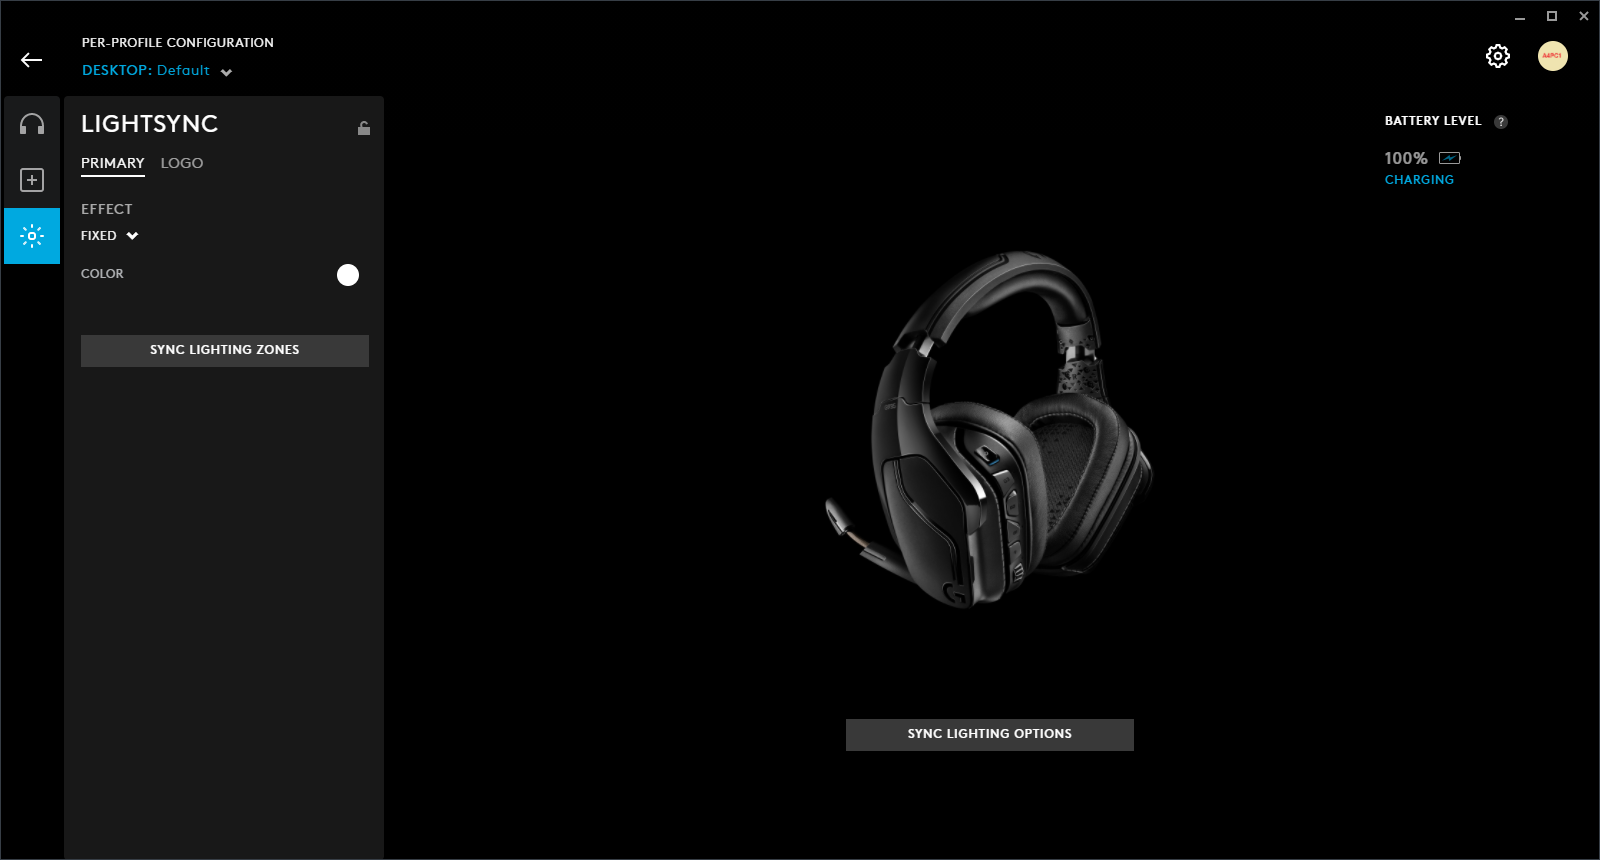 PER-PROFILE CONFIGURATION
DESKTOP: Default
LIGHTSYNC
PRIMARY LOGO
EFFECT
FIXED
COLOR
SYNC LIGHTING ZONES
BATTERY LEVEL ?
100%
CHARGING
SYNC LIGHTING OPTIONS